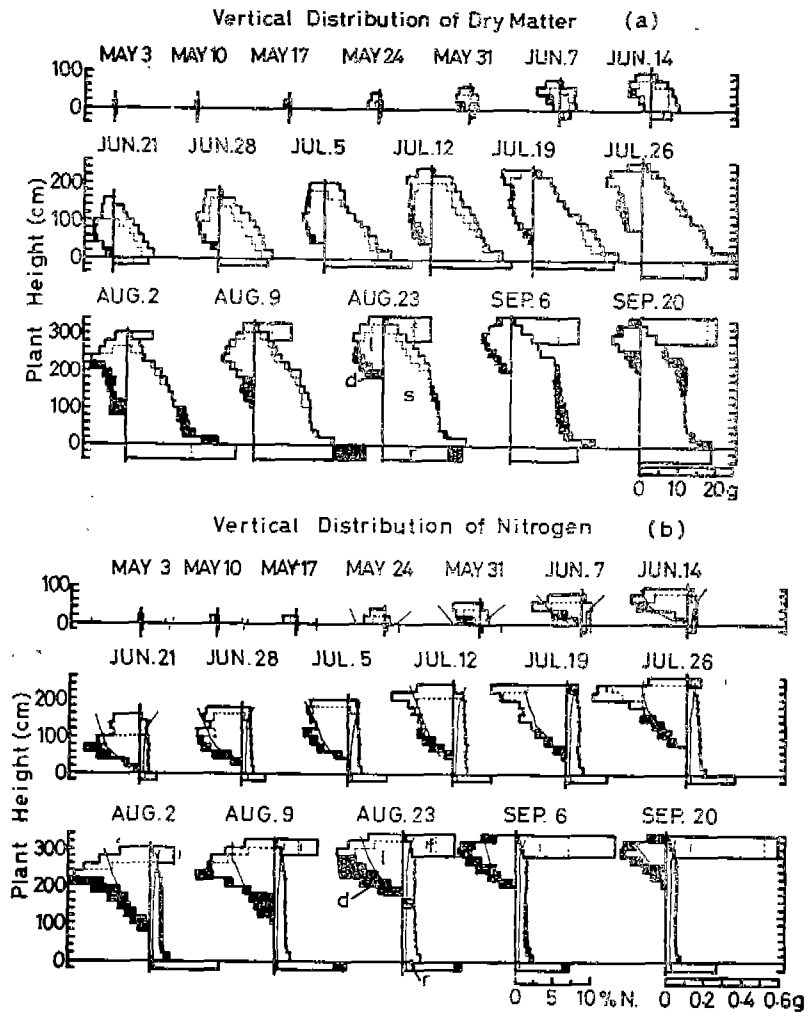 Vertical Distribution of Dry Matter (a)
MAY 3 MAY 10 MAY 17 MAY 24 MAY 31 JUN. 7 JUN. 14
100
0
JUN. 21 JUN. 28 JUL. 5 JUL. 12 JUL. 19 JUL. 26
200
100
0
Plant Height (cm)
AUG. 2 AUG. 9 AUG. 23 SEP. 6 SEP. 20
300
200
100
0
l
f
d
s
0 10 20 g
Vertical Distribution of Nitrogen (b)
MAY 3 MAY 10 MAY 17 MAY 24 MAY 31 JUN. 7 JUN. 14
100
0
JUN. 21 JUN. 28 JUL. 5 JUL. 12 JUL. 19 JUL. 26
200
100
0
Plant Height (cm)
AUG. 2 AUG. 9 AUG. 23 SEP. 6 SEP. 20
300
200
100
0
l
d
s
r
0 5 10 % N. 0 0.2 0.4 0.6 g